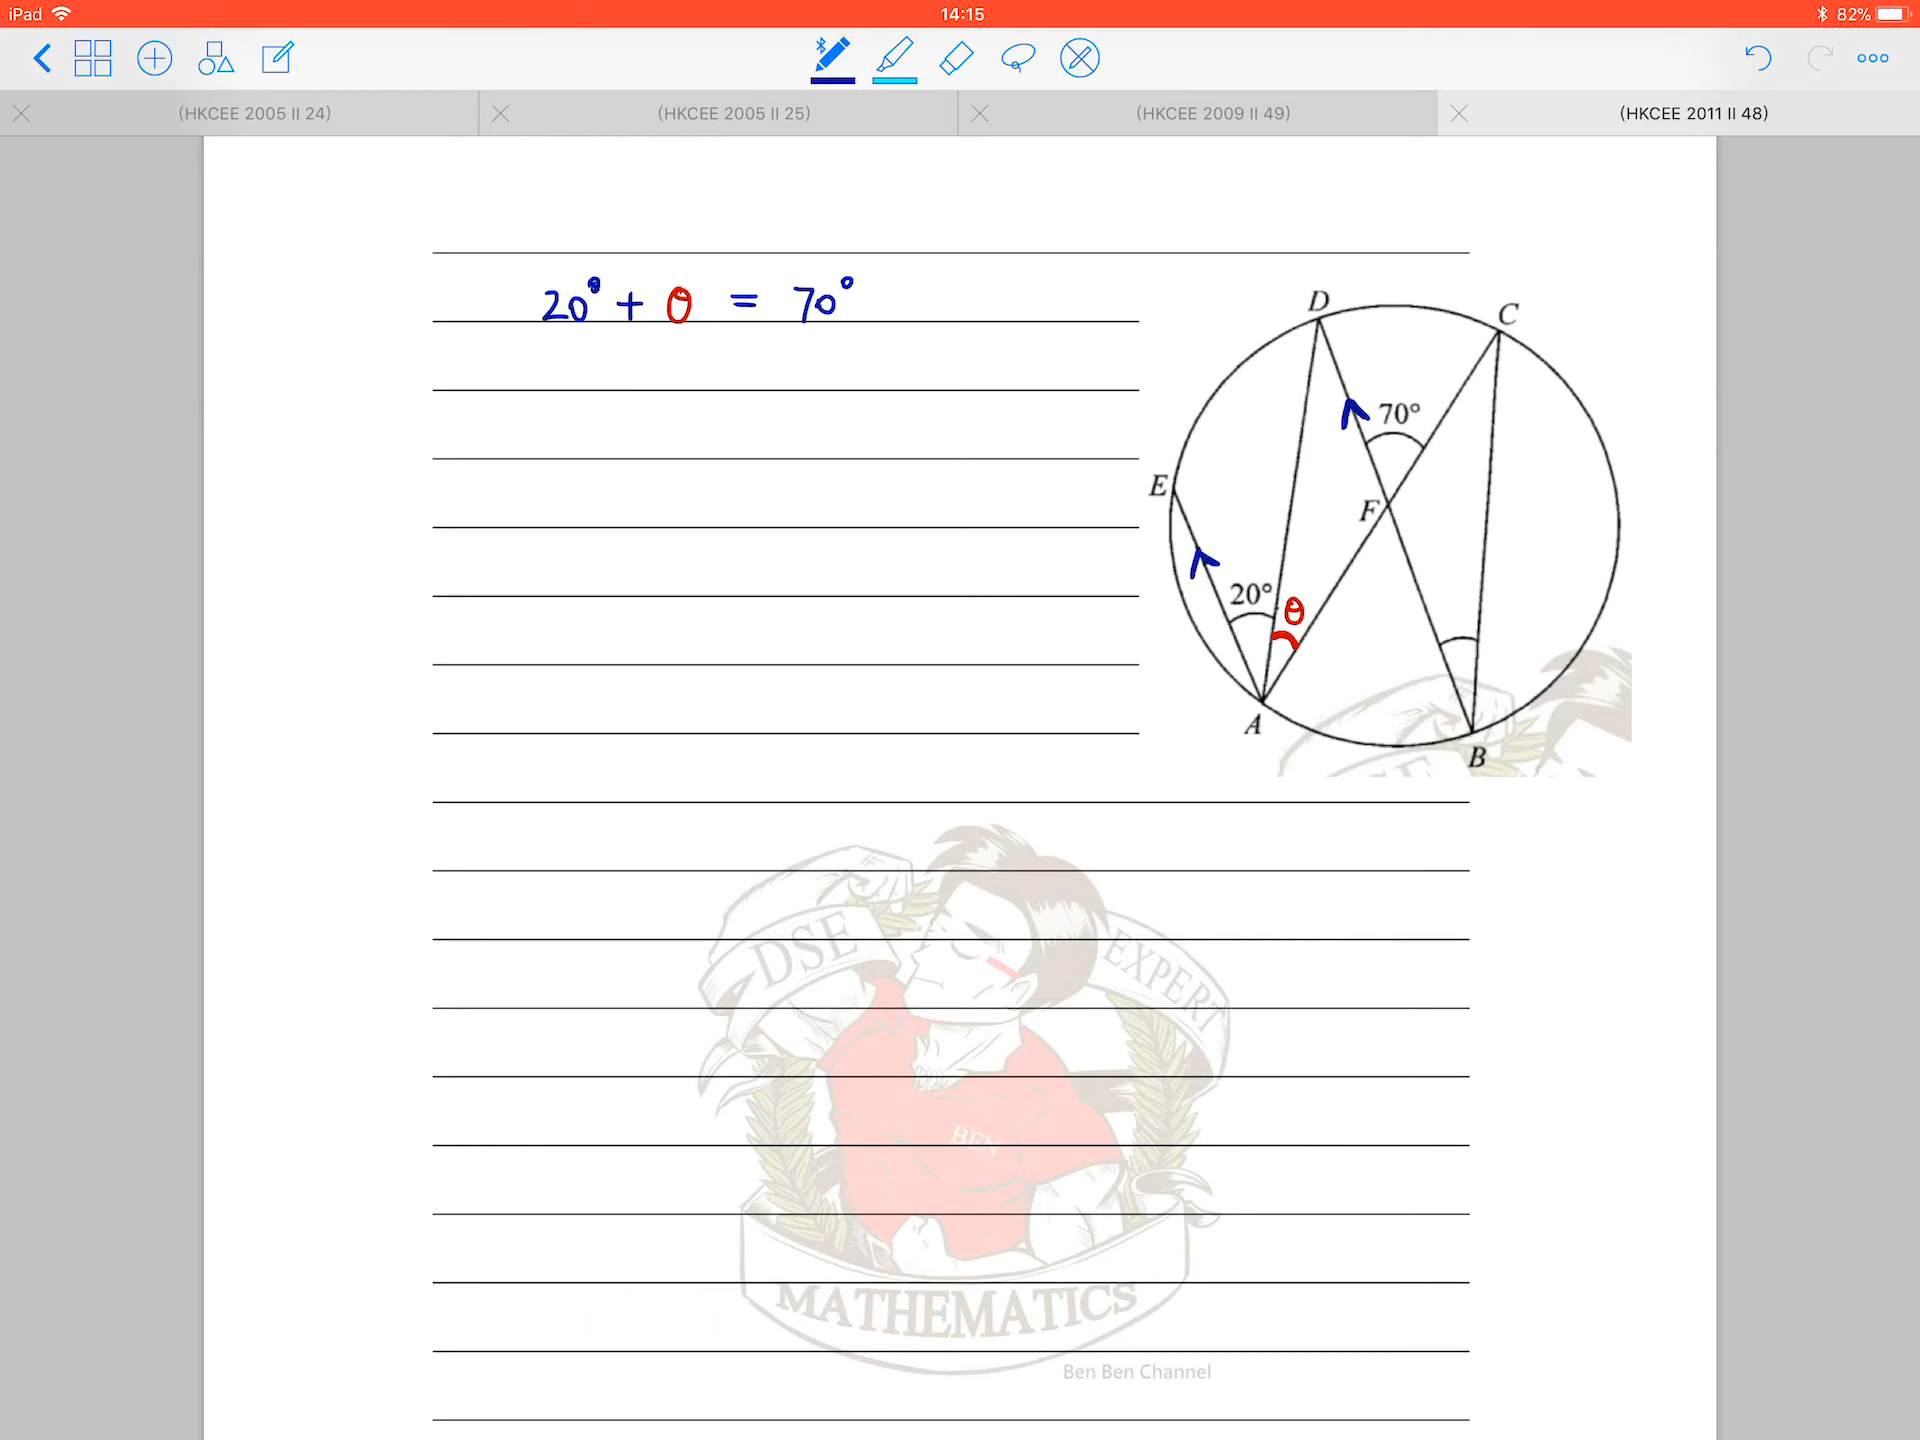 iPad 14:15 82%
(HKCEE 2005 II 24) (HKCEE 2005 II 25) (HKCEE 2009 II 49) (HKCEE 2011 II 48)
20° + θ = 70°
D
C
70°
E
F
20°
θ
A
B
DSE EXPERT
BEN
MATHEMATICS
Ben Ben Channel